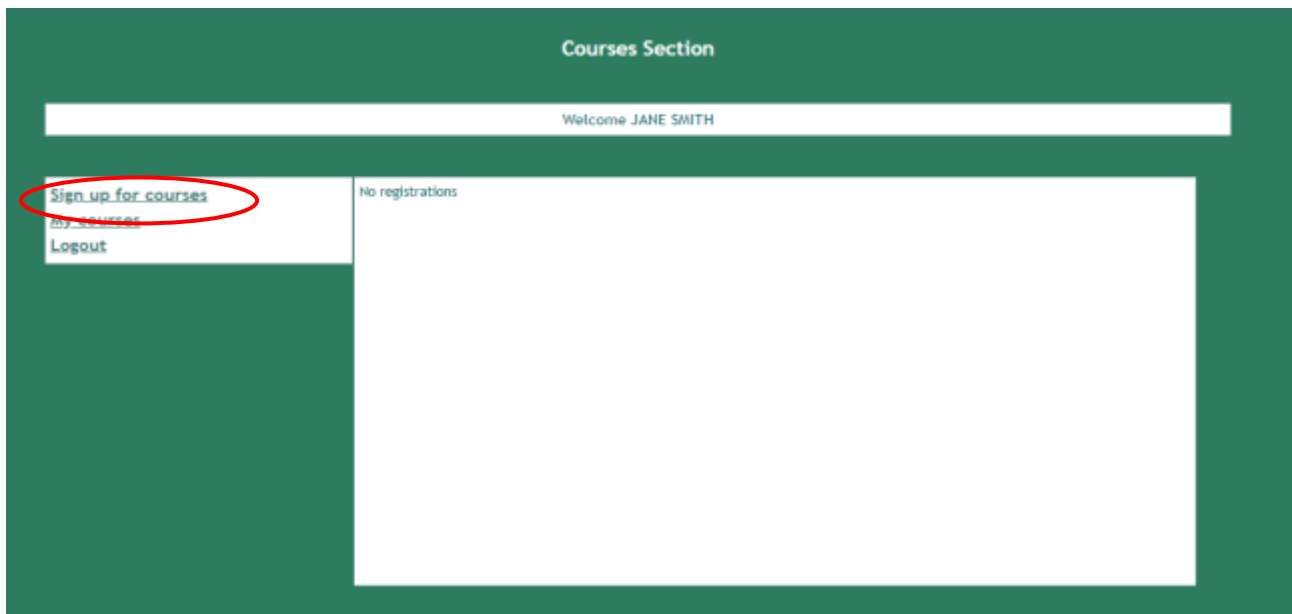 Courses Section
Welcome JANE SMITH
Sign up for courses
My courses
Logout
No registrations